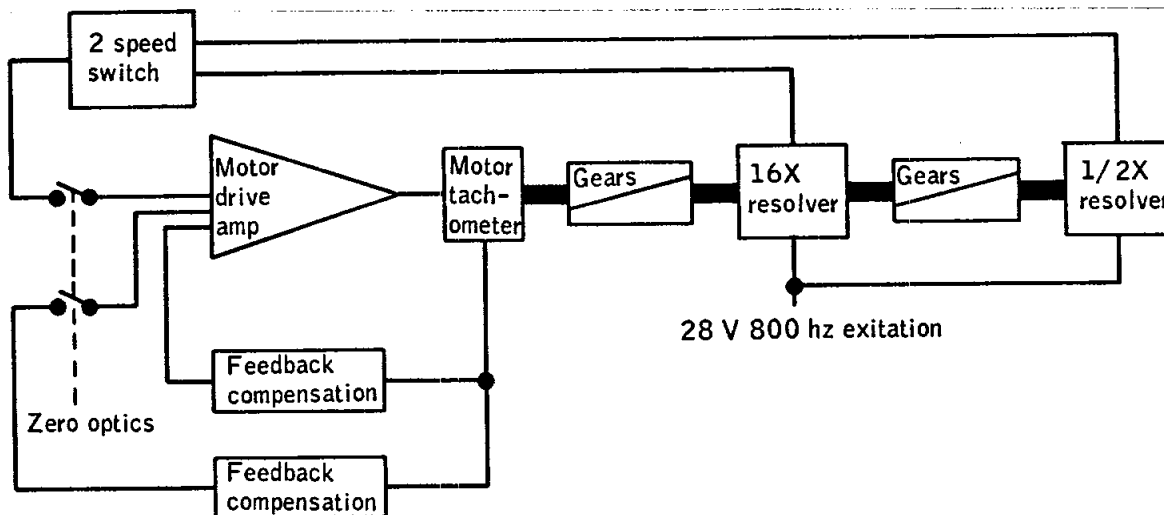 2 speed
switch
Motor
drive
amp
Motor
tach-
ometer
Gears
16X
resolver
Gears
1/2X
resolver
28 V 800 hz exitation
Feedback
compensation
Zero optics
Feedback
compensation